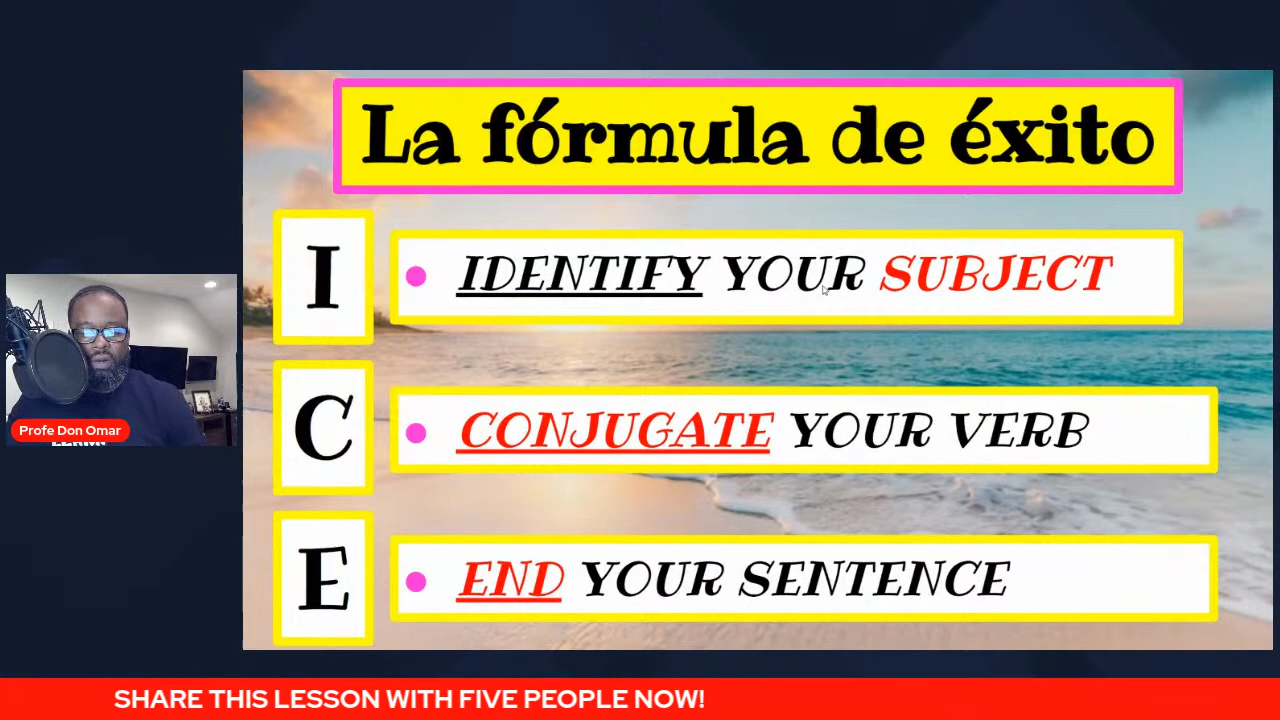 La fórmula de éxito
I
IDENTIFY YOUR SUBJECT
C
CONJUGATE YOUR VERB
E
END YOUR SENTENCE
Profe Don Omar
SHARE THIS LESSON WITH FIVE PEOPLE NOW!